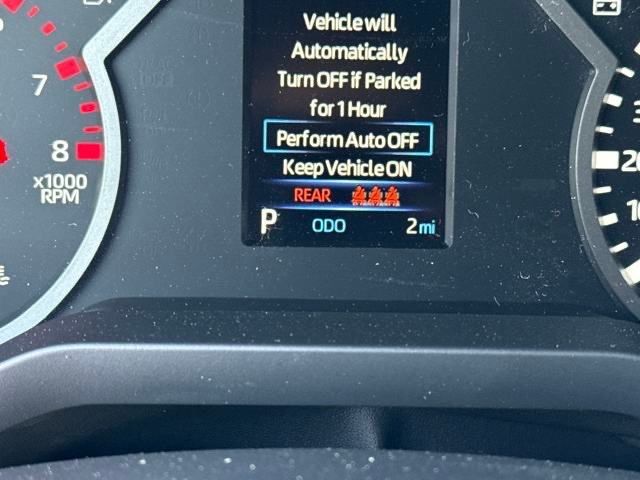 Vehicle will
Automatically
Turn OFF if Parked
for 1 Hour
Perform Auto OFF
Keep Vehicle ON
REAR
P ODO 2 mi
7
8
x1000
RPM
20